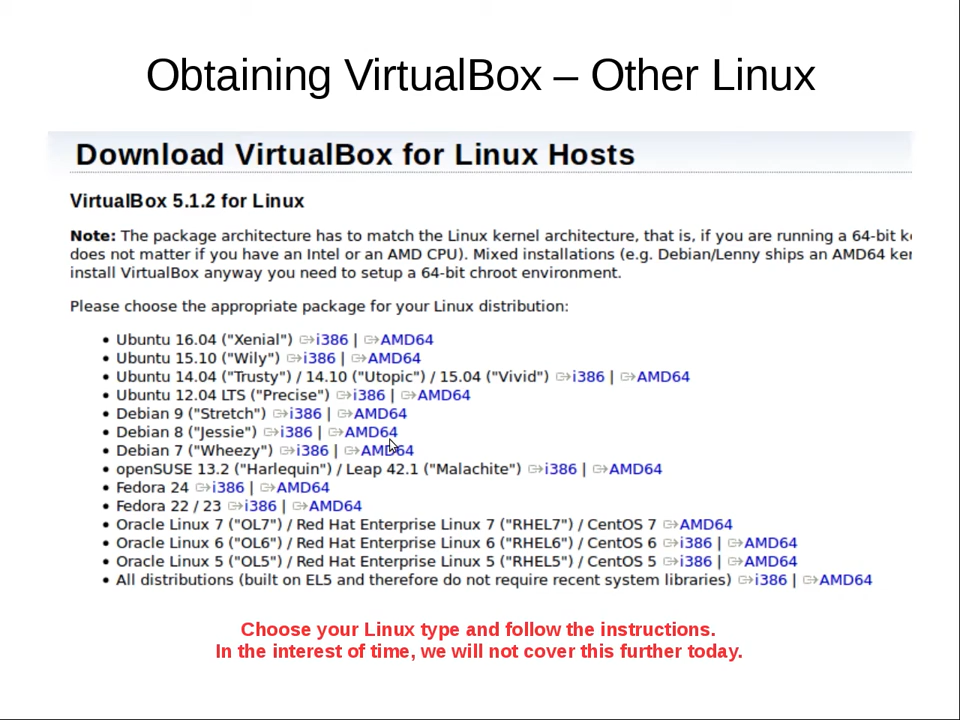 Obtaining VirtualBox – Other Linux
Download VirtualBox for Linux Hosts
VirtualBox 5.1.2 for Linux
Note: The package architecture has to match the Linux kernel architecture, that is, if you are running a 64-bit
does not matter if you have an Intel or an AMD CPU). Mixed installations (e.g. Debian/Lenny ships an AMD64
install VirtualBox anyway you need to setup a 64-bit chroot environment.
Please choose the appropriate package for your Linux distribution:
• Ubuntu 16.04 ("Xenial") i386 | AMD64
• Ubuntu 15.10 ("Wily") i386 | AMD64
• Ubuntu 14.04 ("Trusty") / 14.10 ("Utopic") / 15.04 ("Vivid") i386 | AMD64
• Ubuntu 12.04 LTS ("Precise") i386 | AMD64
• Debian 9 ("Stretch") i386 | AMD64
• Debian 8 ("Jessie") i386 | AMD64
• Debian 7 ("Wheezy") i386 | AMD64
• openSUSE 13.2 ("Harlequin") / Leap 42.1 ("Malachite") i386 | AMD64
• Fedora 24 i386 | AMD64
• Fedora 22 / 23 i386 | AMD64
• Oracle Linux 7 ("OL7") / Red Hat Enterprise Linux 7 ("RHEL7") / CentOS 7 AMD64
• Oracle Linux 6 ("OL6") / Red Hat Enterprise Linux 6 ("RHEL6") / CentOS 6 i386 | AMD64
• Oracle Linux 5 ("OL5") / Red Hat Enterprise Linux 5 ("RHEL5") / CentOS 5 i386 | AMD64
• All distributions (built on EL5 and therefore do not require recent system libraries) i386 | AMD64
Choose your Linux type and follow the instructions.
In the interest of time, we will not cover this further today.